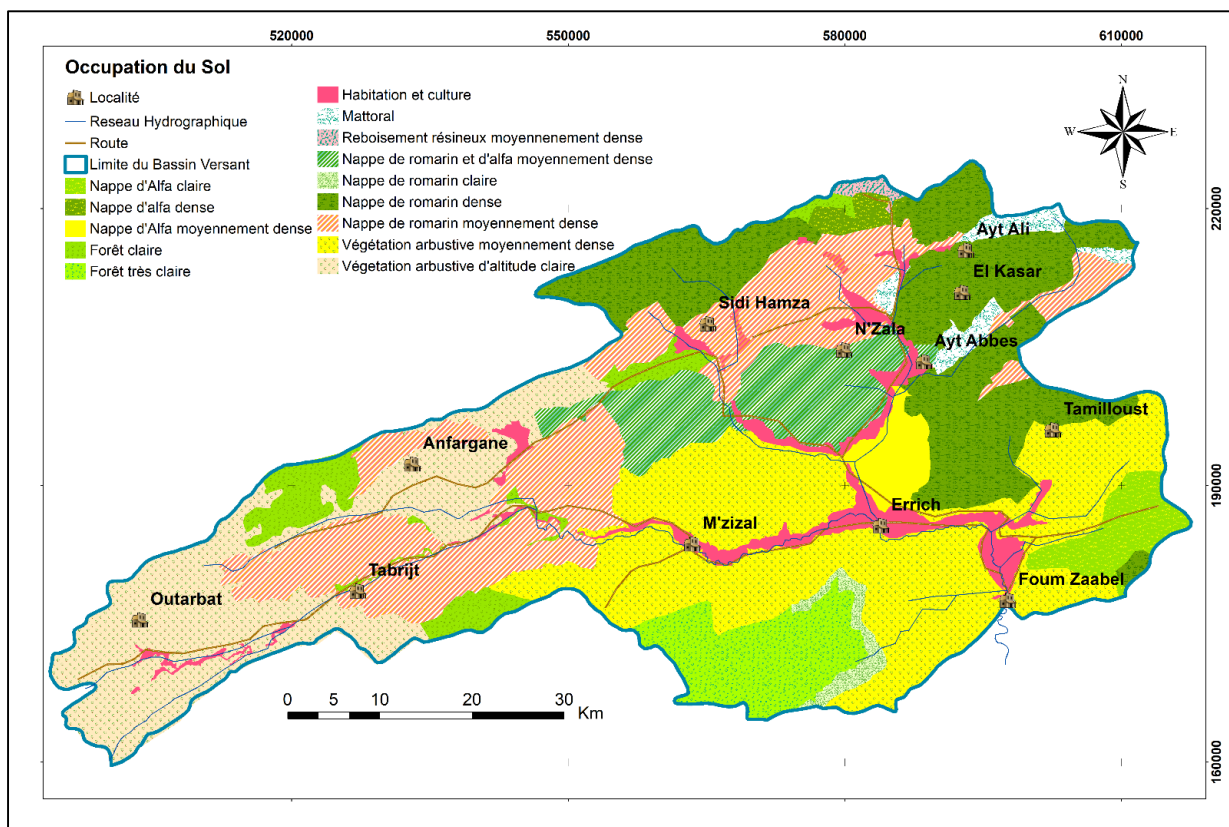 520000
550000
580000
610000
Occupation du Sol
Localité
Reseau Hydrographique
Route
Limite du Bassin Versant
Nappe d'Alfa claire
Nappe d'alfa dense
Nappe d'Alfa moyennement dense
Forêt claire
Forêt très claire
Habitation et culture
Mattoral
Reboisement résineux moyennenement dense
Nappe de romarin et d'alfa moyennement dense
Nappe de romarin claire
Nappe de romarin dense
Nappe de romarin moyennement dense
Végétation arbustive moyennement dense
Végetation arbustive d'altitude claire
N
W
E
S
220000
Ayt Ali
El Kasar
Sidi Hamza
N'Zala
Ayt Abbes
Tamilloust
Anfargane
190000
Errich
M'zizal
Tabrijt
Foum Zaabel
Outarbat
0 5 10 20 30
Km
160000